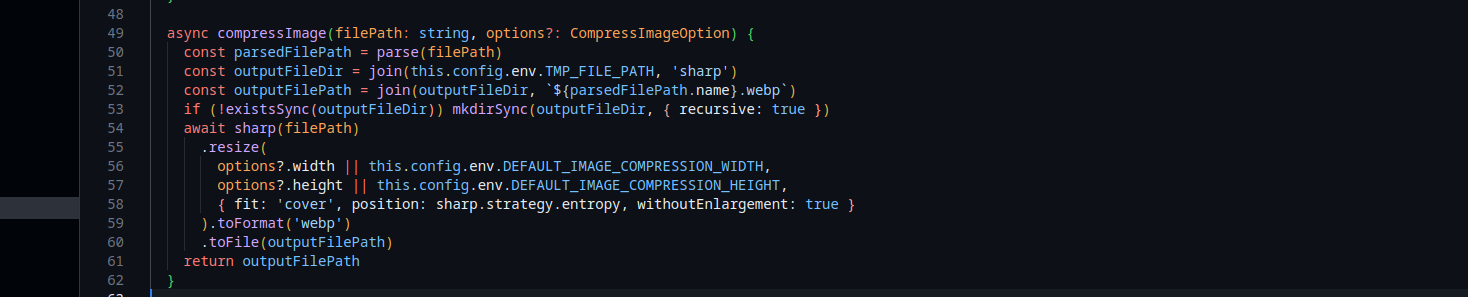 }
48
49 async compressImage(filePath: string, options?: CompressImageOption) {
50 const parsedFilePath = parse(filePath)
51 const outputFileDir = join(this.config.env.TMP_FILE_PATH, 'sharp')
52 const outputFilePath = join(outputFileDir, `${parsedFilePath.name}.webp`)
53 if (!existsSync(outputFileDir)) mkdirSync(outputFileDir, { recursive: true })
54 await sharp(filePath)
55 .resize(
56 options?.width || this.config.env.DEFAULT_IMAGE_COMPRESSION_WIDTH,
57 options?.height || this.config.env.DEFAULT_IMAGE_COMPRESSION_HEIGHT,
58 { fit: 'cover', position: sharp.strategy.entropy, withoutEnlargement: true }
59 ).toFormat('webp')
60 .toFile(outputFilePath)
61 return outputFilePath
62 }
63